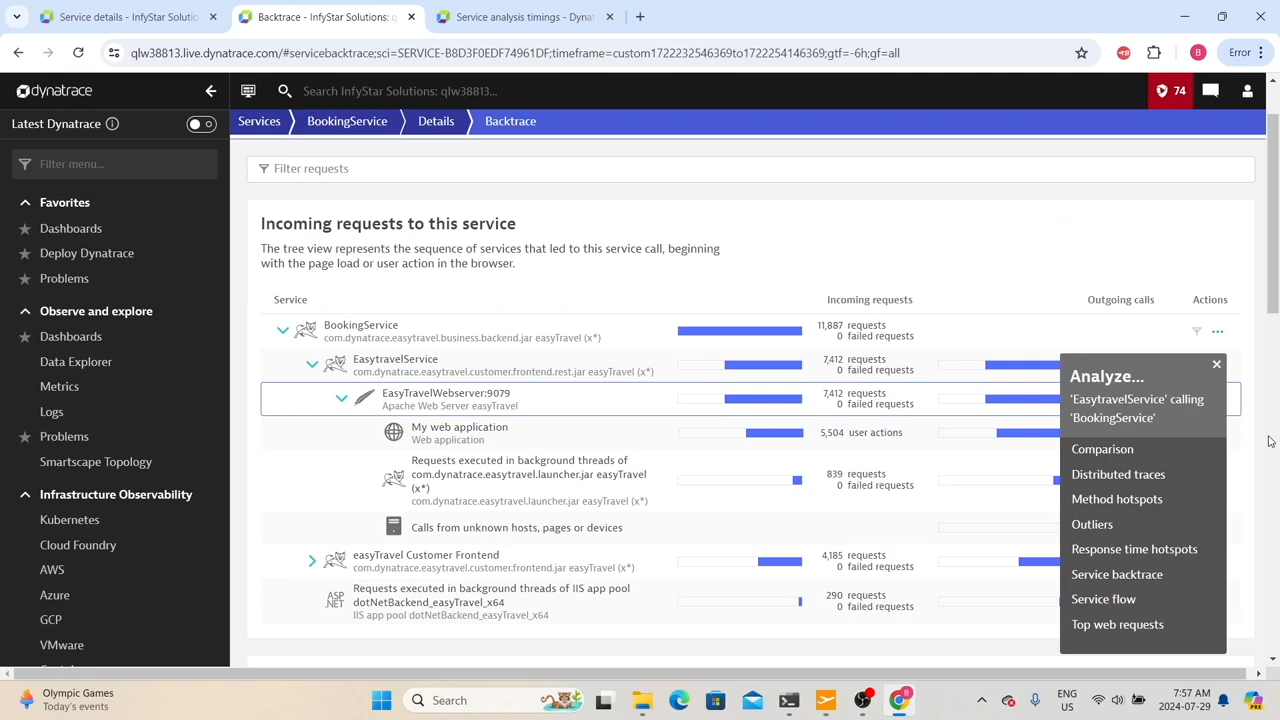 Service details - InfyStar Soluti
Backtrace - InfyStar Solutions: q
Service analysis timings - Dynat
qlw38813.live.dynatrace.com/#servicebacktrace;sci=SERVICE-B8D3F0EDF74961DF;timeframe=custom1722232546369to1722254146369;gtf=-6h;gf=all
B
Error
dynatrace
Search InfyStar Solutions: qlw38813...
74
Latest Dynatrace
Services
BookingService
Details
Backtrace
Filter menu...
Filter requests
Favorites
Dashboards
Deploy Dynatrace
Problems
Observe and explore
Dashboards
Data Explorer
Metrics
Logs
Problems
Smartscape Topology
Infrastructure Observability
Kubernetes
Cloud Foundry
AWS
Azure
GCP
VMware
Incoming requests to this service
The tree view represents the sequence of services that led to this service call, beginning
with the page load or user action in the browser.
Service
Incoming requests
Outgoing calls
Actions
BookingService
com.dynatrace.easytravel.business.backend.jar easyTravel (x*)
11,887 requests
0 failed requests
EasytravelService
com.dynatrace.easytravel.customer.frontend.rest.jar easyTravel (x*)
7,412 requests
0 failed requests
EasyTravelWebserver:9079
Apache Web Server easyTravel
7,412 requests
0 failed requests
My web application
Web application
5,504 user actions
Requests executed in background threads of
com.dynatrace.easytravel.launcher.jar easyTravel
(x*)
com.dynatrace.easytravel.launcher.jar easyTravel (x*)
839 requests
0 failed requests
Calls from unknown hosts, pages or devices
easyTravel Customer Frontend
com.dynatrace.easytravel.customer.frontend.jar easyTravel (x*)
4,185 requests
0 failed requests
ASP
.NET
Requests executed in background threads of IIS app pool
dotNetBackend_easyTravel_x64
IIS app pool dotNetBackend_easyTravel_x64
290 requests
0 failed requests
Analyze...
'EasytravelService' calling
'BookingService'
Comparison
Distributed traces
Method hotspots
Outliers
Response time hotspots
Service backtrace
Service flow
Top web requests
Olympic Games
Today's events
Search
B
ENG
US
7:57 AM
2024-07-29
PRE